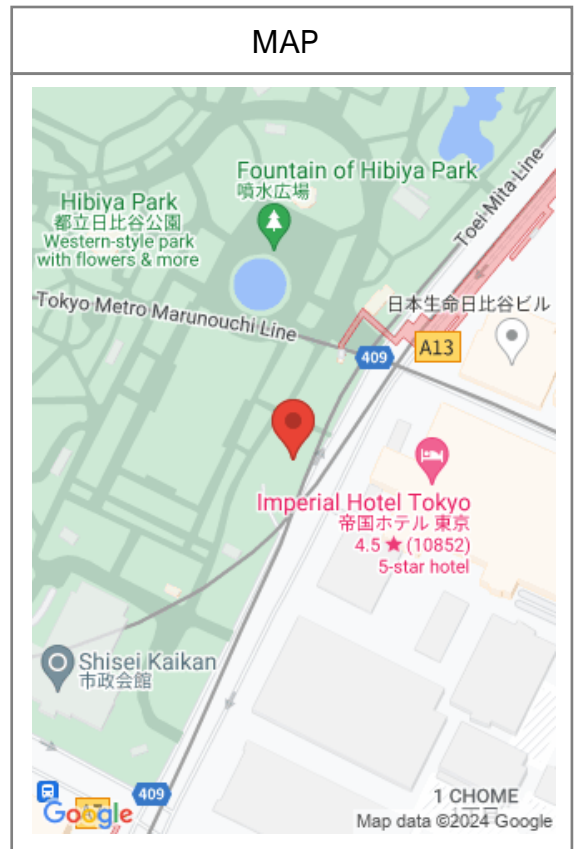 MAP
Fountain of Hibiya Park
噴水広場
Hibiya Park
都立日比谷公園
Western-style park
with flowers & more
Toei Mita Line
Tokyo Metro Marunouchi Line
日本生命日比谷ビル
409
A13
Imperial Hotel Tokyo
帝国ホテル 東京
4.5 ★ (10852)
5-star hotel
Shisei Kaikan
市政会館
409
1 CHOME
Google
Map data ©2024 Google